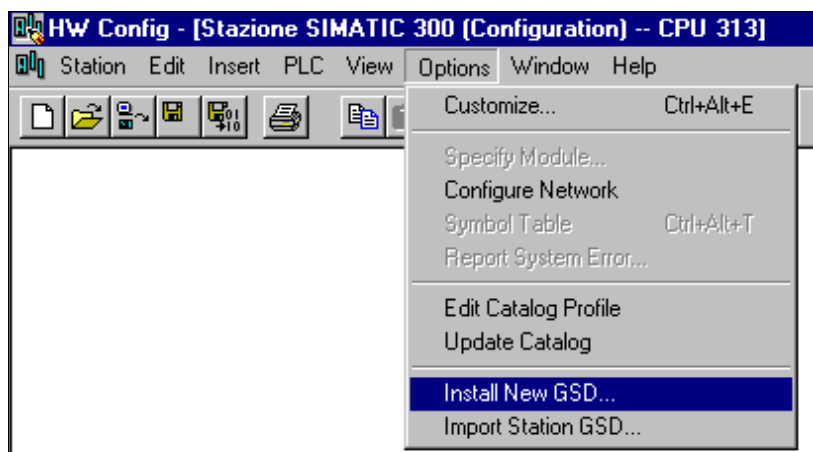 HW Config - [Stazione SIMATIC 300 (Configuration) -- CPU 313]
Station Edit Insert PLC View Options Window Help
Customize... Ctrl+Alt+E
Specify Module...
Configure Network
Symbol Table Ctrl+Alt+T
Report System Error...
Edit Catalog Profile
Update Catalog
Install New GSD...
Import Station GSD...